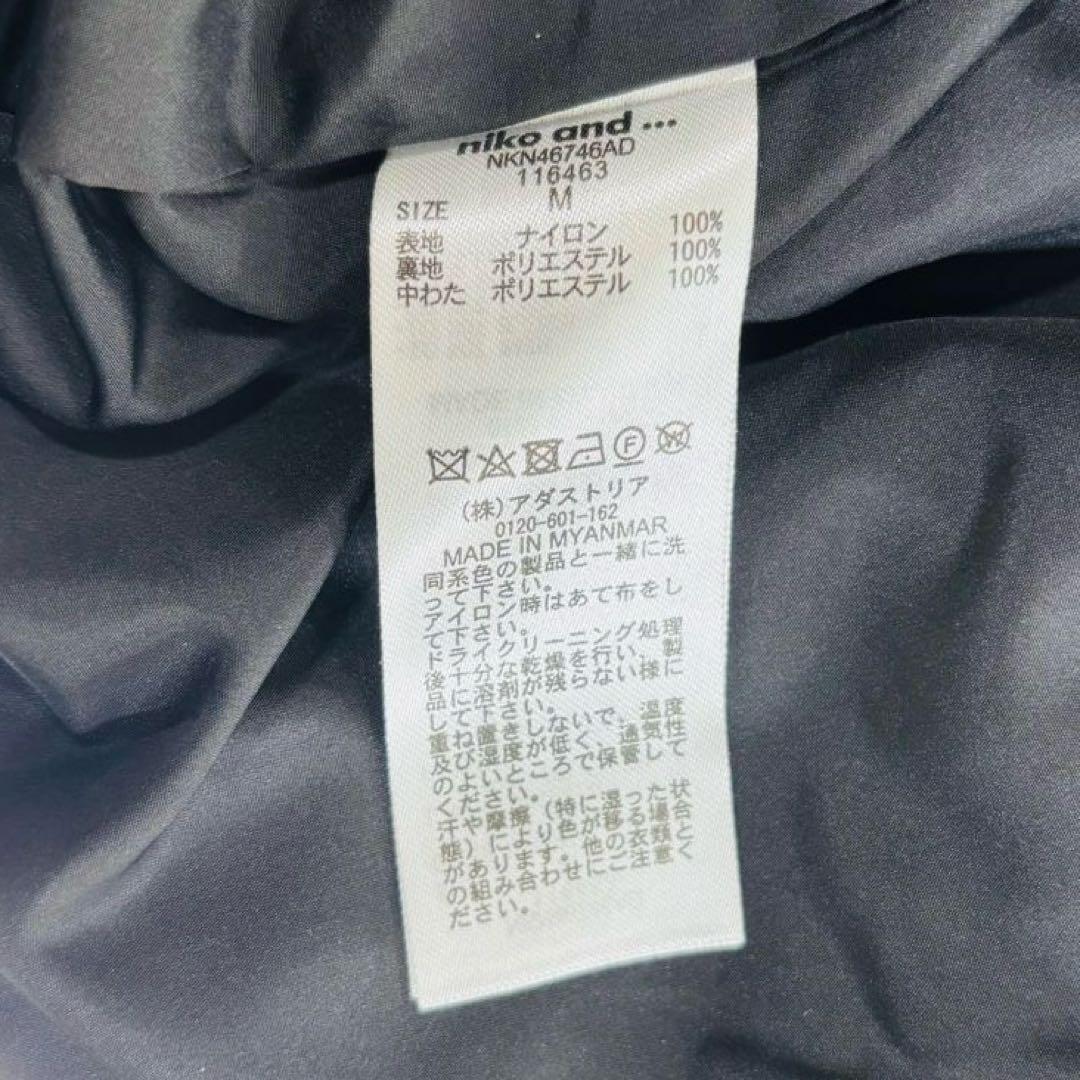 niko and ...
NKN46746AD
116463
SIZE M
表地 ナイロン 100%
裏地 ポリエステル 100%
中わた ポリエステル 100%
F W
(株)アダストリア
0120-601-162
MADE IN MYANMAR
同系色の製品と一緒に洗
って下さい。
アイロン時はあて布をし
て下さい。
ドライクリーニング処理
後十分な乾燥を行い、製
品に溶剤が残らない様に
して下さい。
重ね置きしないで、温度
及び湿度が低く、通気性
のよいところで保管して
ください。
汗や摩擦(特に湿った状
態)により色が移る場合
があります。他の衣類と
の組み合わせにご注意く
ださい。